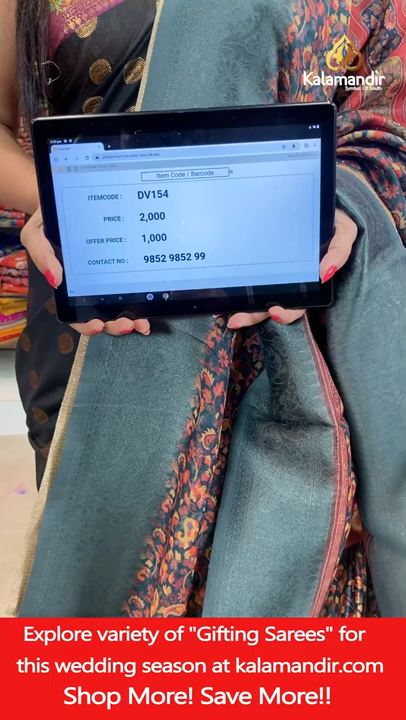 Kalamandir
Symbol Of South
Item Code / Barcode
ITEMCODE : DV154
PRICE : 2,000
OFFER PRICE : 1,000
CONTACT NO : 9852 9852 99
Explore variety of "Gifting Sarees" for
this wedding season at kalamandir.com
Shop More! Save More!!